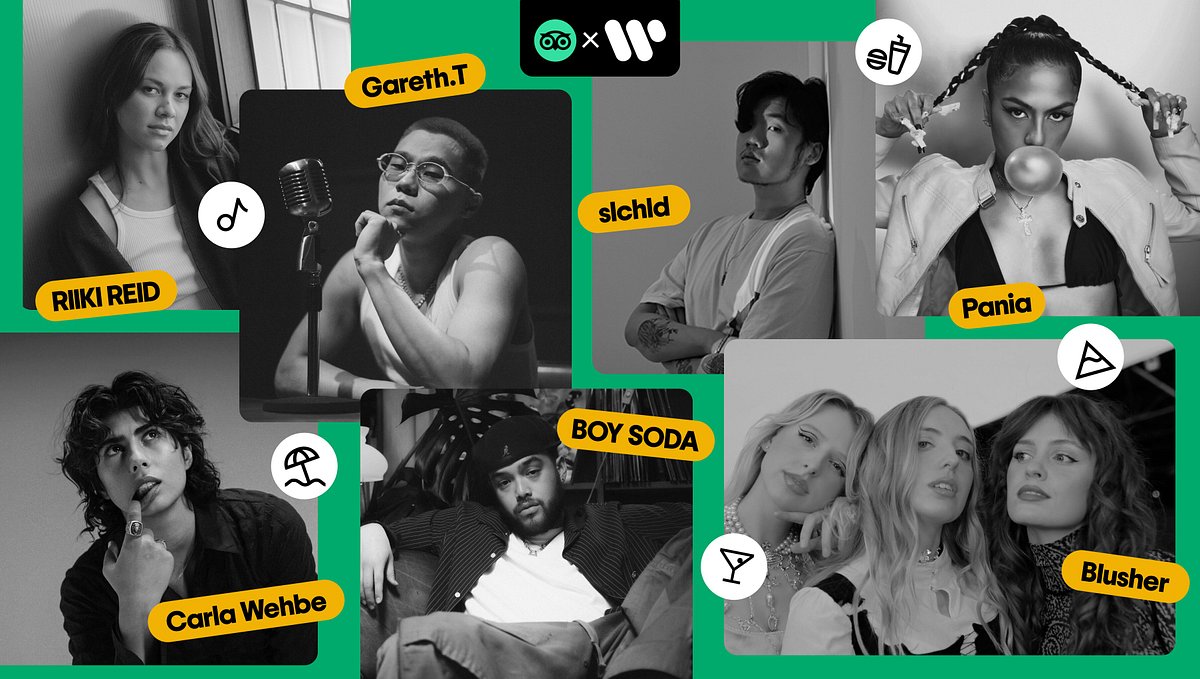 Gareth.T
slchld
RIIKI REID
Pania
BOY SODA
Carla Wehbe
Blusher